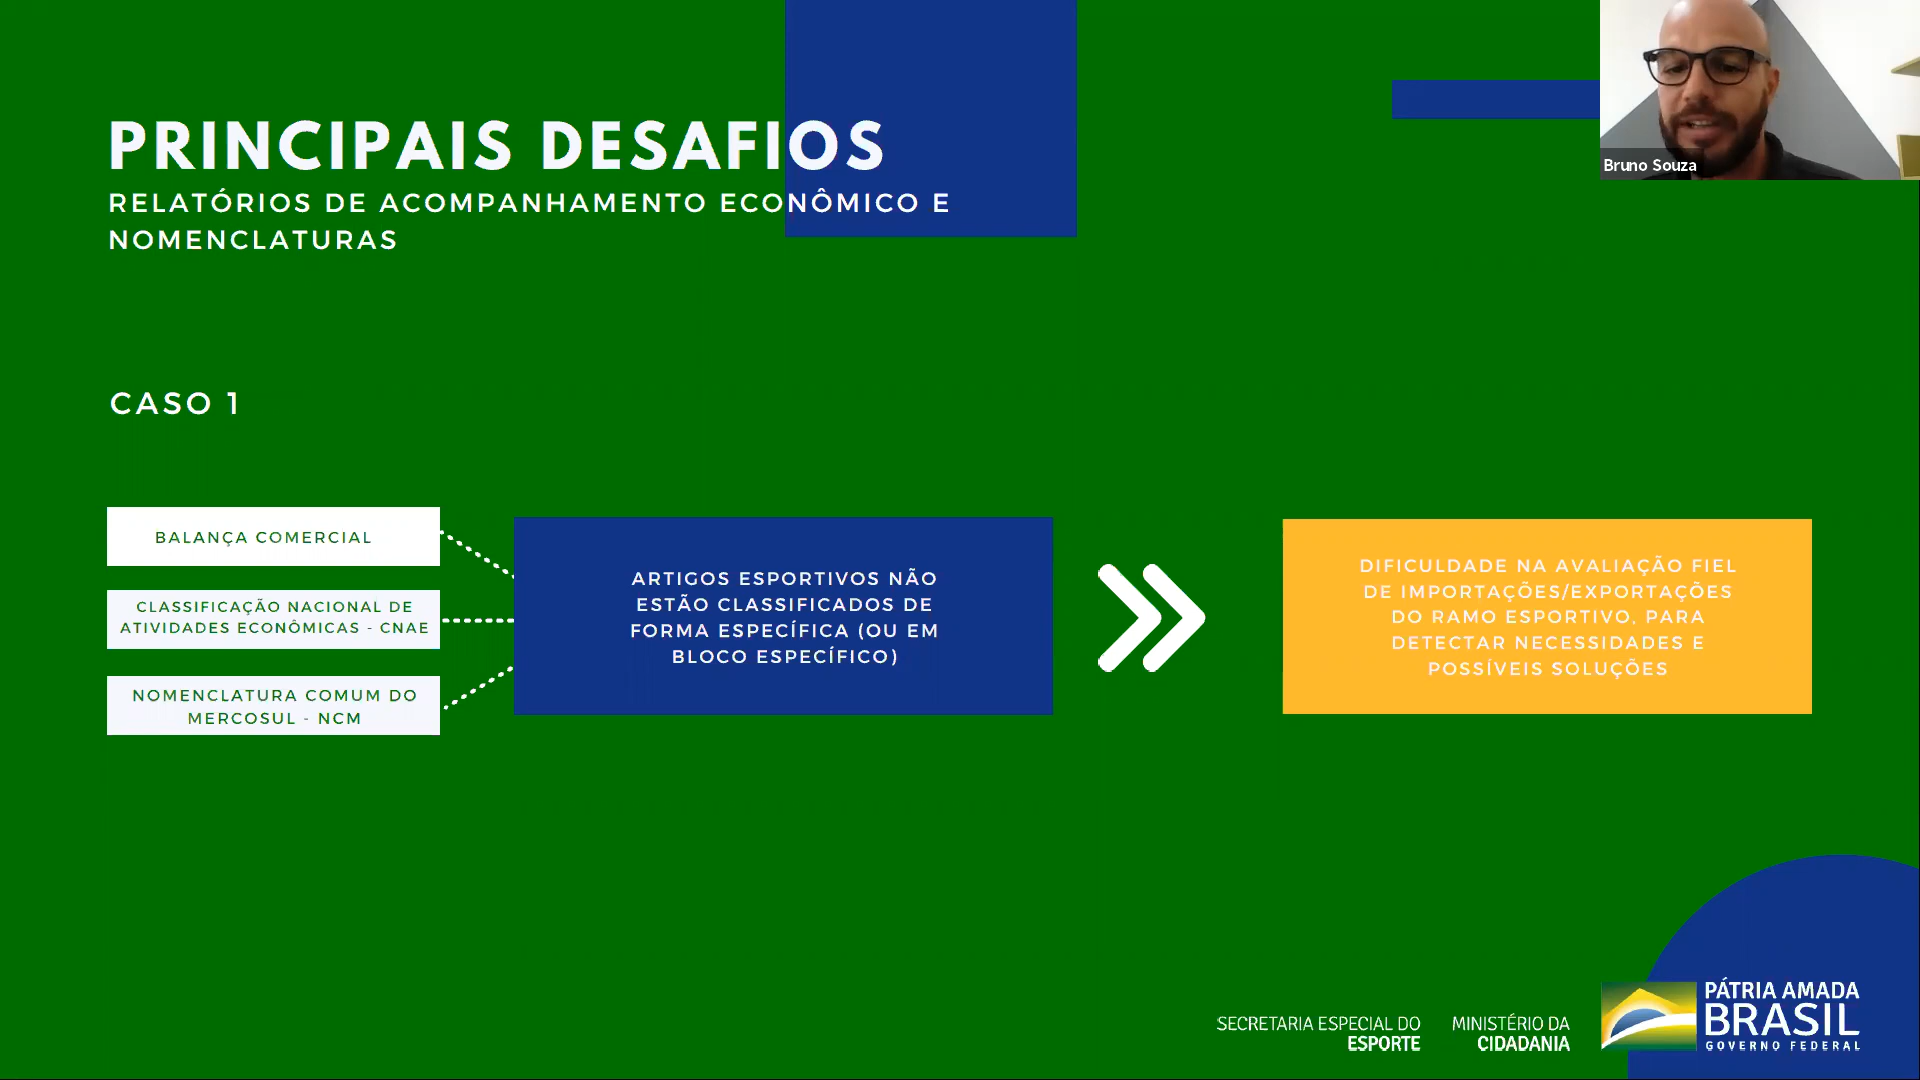 PRINCIPAIS DESAFIOS
RELATÓRIOS DE ACOMPANHAMENTO ECONÔMICO E
NOMENCLATURAS
Bruno Souza
CASO 1
BALANÇA COMERCIAL
CLASSIFICAÇÃO NACIONAL DE
ATIVIDADES ECONÔMICAS - CNAE
NOMENCLATURA COMUM DO
MERCOSUL - NCM
ARTIGOS ESPORTIVOS NÃO
ESTÃO CLASSIFICADOS DE
FORMA ESPECÍFICA (OU EM
BLOCO ESPECÍFICO)
DIFICULDADE NA AVALIAÇÃO FIEL
DE IMPORTAÇÕES/EXPORTAÇÕES
DO RAMO ESPORTIVO, PARA
DETECTAR NECESSIDADES E
POSSÍVEIS SOLUÇÕES
SECRETARIA ESPECIAL DO
ESPORTE
MINISTÉRIO DA
CIDADANIA
PÁTRIA AMADA
BRASIL
GOVERNO FEDERAL